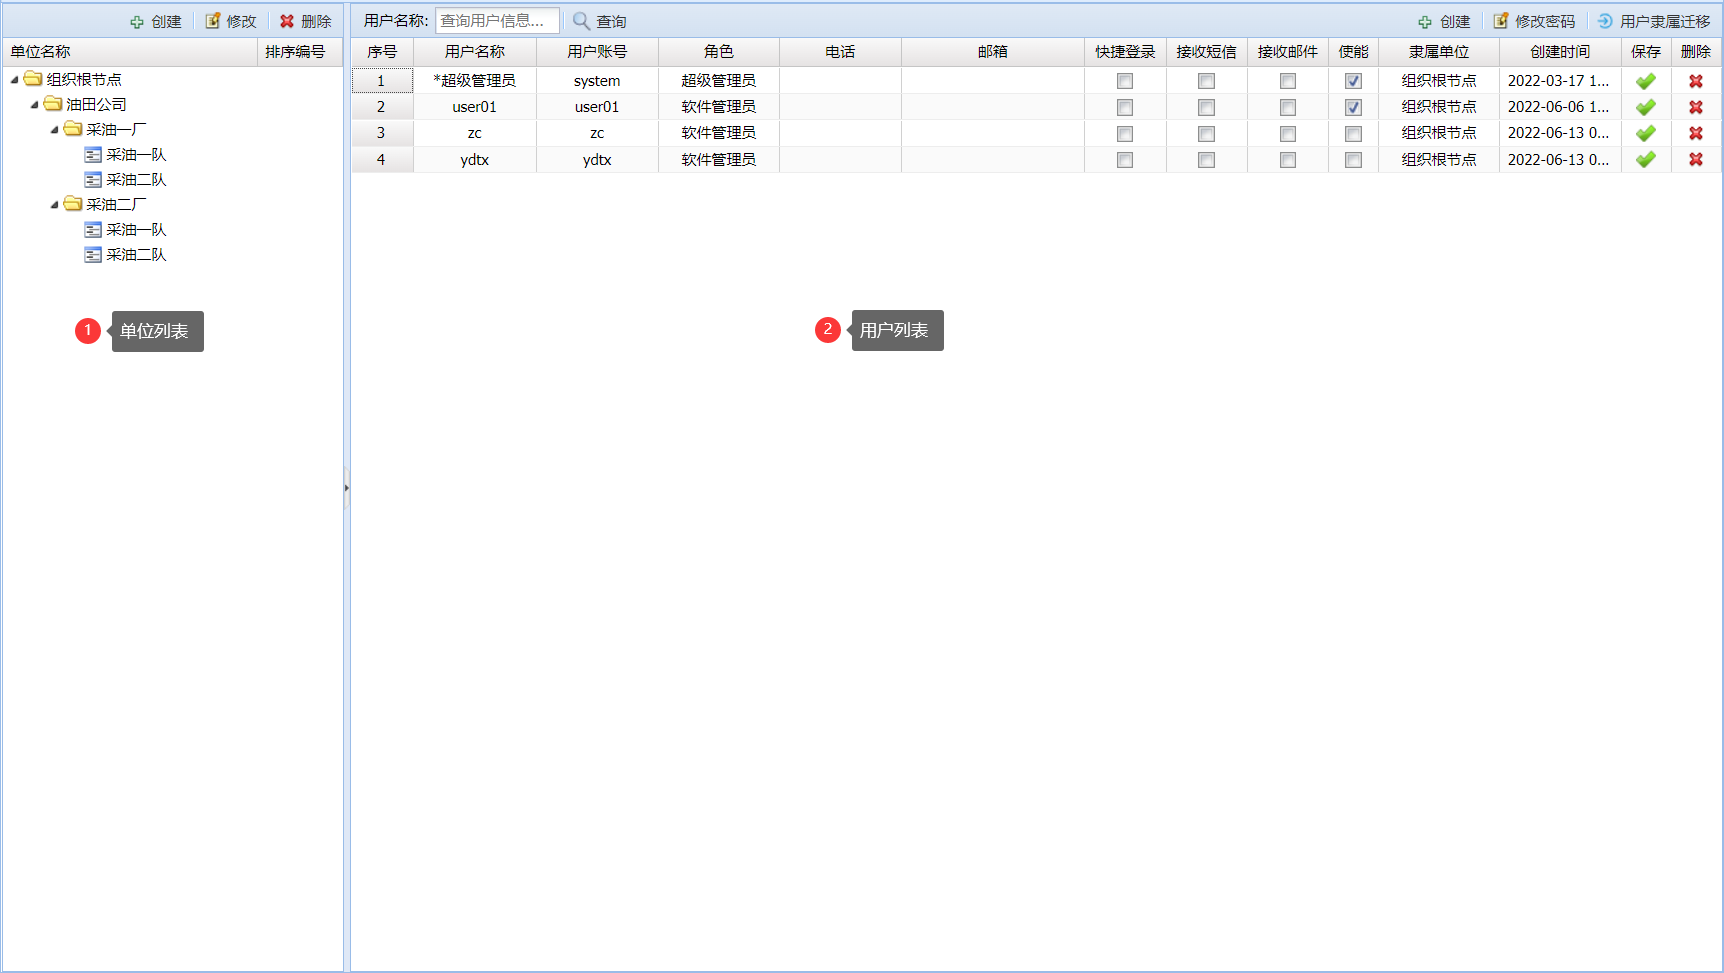 创建 修改 删除
单位名称 排序编号
组织根节点
油田公司
采油一厂
采油一队
采油二队
采油二厂
采油一队
采油二队
1 单位列表
用户名称: 查询用户信息... 查询 创建 修改密码 用户隶属迁移
序号 用户名称 用户账号 角色 电话 邮箱 快捷登录 接收短信 接收邮件 使能 隶属单位 创建时间 保存 删除
1 *超级管理员 system 超级管理员 组织根节点 2022-03-17 1...
2 user01 user01 软件管理员 组织根节点 2022-06-06 1...
3 zc zc 软件管理员 组织根节点 2022-06-13 0...
4 ydtx ydtx 软件管理员 组织根节点 2022-06-13 0...
2 用户列表